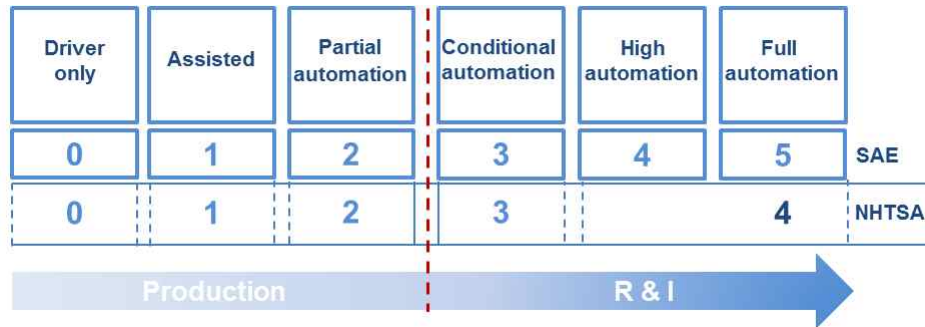 Driver
only
Assisted
Partial
automation
Conditional
automation
High
automation
Full
automation
0 1 2 3 4 5 SAE
0 1 2 3 4 NHTSA
Production R & I